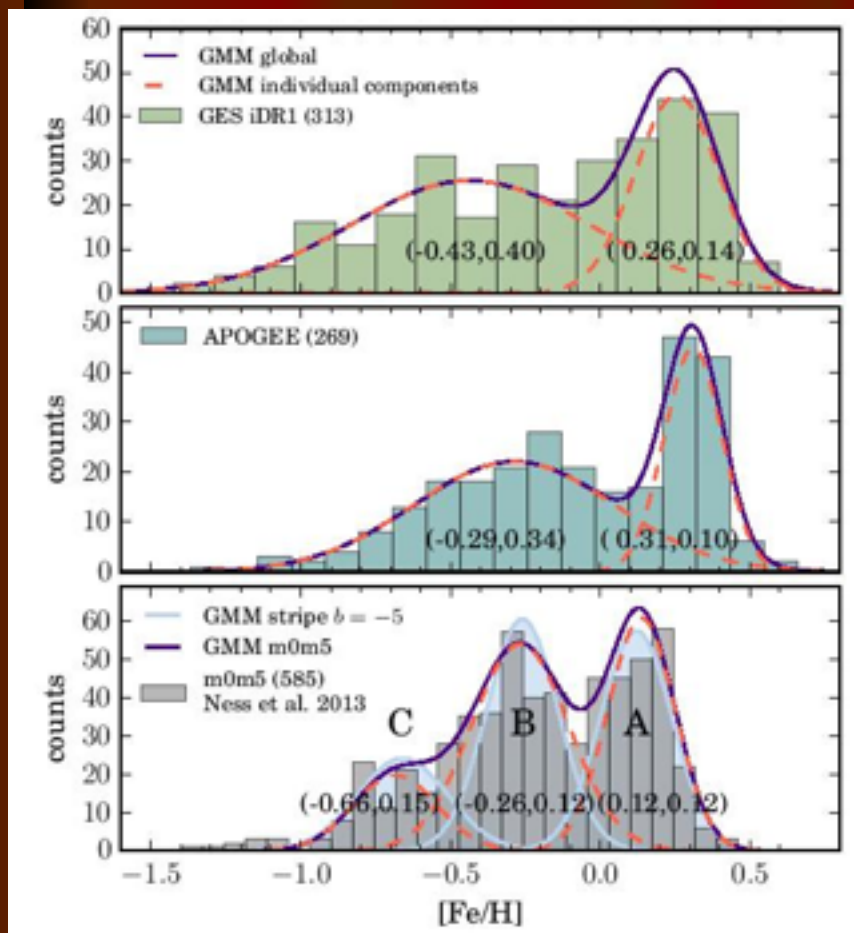 60
50
40
30
20
10
0
counts
GMM global
GMM individual components
GES iDR1 (313)
(-0.43,0.40)
( 0.26,0.14)
50
40
30
20
10
0
counts
APOGEE (269)
(-0.29,0.34)
( 0.31,0.10)
60
50
40
30
20
10
0
counts
GMM stripe b = −5
GMM m0m5
m0m5 (585)
Ness et al. 2013
C
B
A
(-0.66,0.15)
(-0.26,0.12)
(0.12,0.12)
−1.5
−1.0
−0.5
0.0
0.5
[Fe/H]